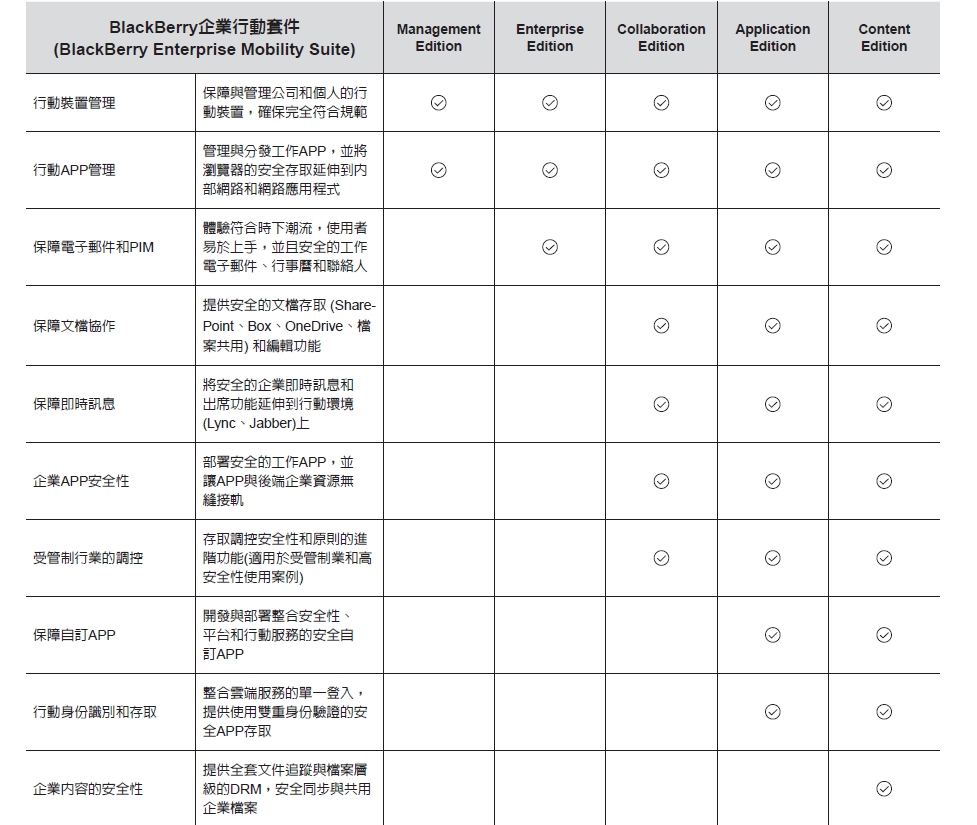 BlackBerry企業行動套件
(BlackBerry Enterprise Mobility Suite)
Management
Edition
Enterprise
Edition
Collaboration
Edition
Application
Edition
Content
Edition
行動裝置管理
保障與管理公司和個人的行
動裝置，確保完全符合規範
行動APP管理
管理與分發工作APP，並將
瀏覽器的安全存取延伸到內
部網路和網路應用程式
保障電子郵件和PIM
體驗符合時下潮流，使用者
易於上手，並且安全的工作
電子郵件、行事曆和聯絡人
保障文檔協作
提供安全的文檔存取 (Share-
Point、Box、OneDrive、檔
案共用) 和編輯功能
保障即時訊息
將安全的企業即時訊息和
出席功能延伸到行動環境
(Lync、Jabber)上
企業APP安全性
部署安全的工作APP，並
讓APP與後端企業資源無
縫接軌
受管制行業的調控
存取調控安全性和原則的進
階功能(適用於受管制業和高
安全性使用案例)
保障自訂APP
開發與部署整合安全性、
平台和行動服務的安全自
訂APP
行動身份識別和存取
整合雲端服務的單一登入，
提供使用雙重身份驗證的安
全APP存取
企業內容的安全性
提供全套文件追蹤與檔案層
級的DRM，安全同步與共用
企業檔案